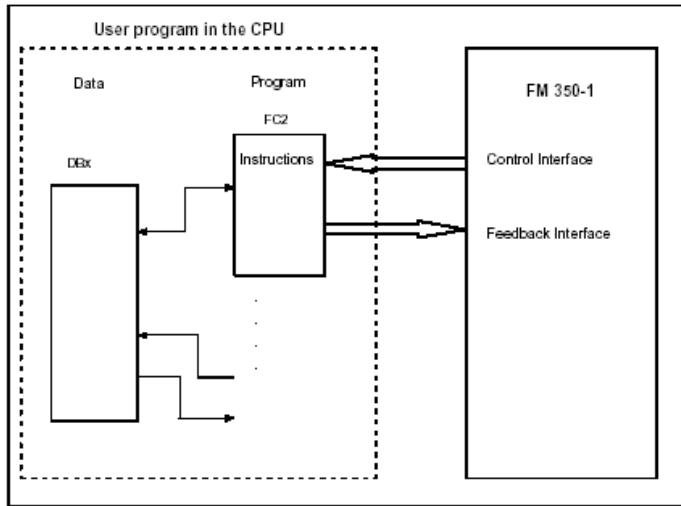 User program in the CPU
Data
Program
FM 350-1
FC2
DBx
Instructions
Control Interface
Feedback Interface